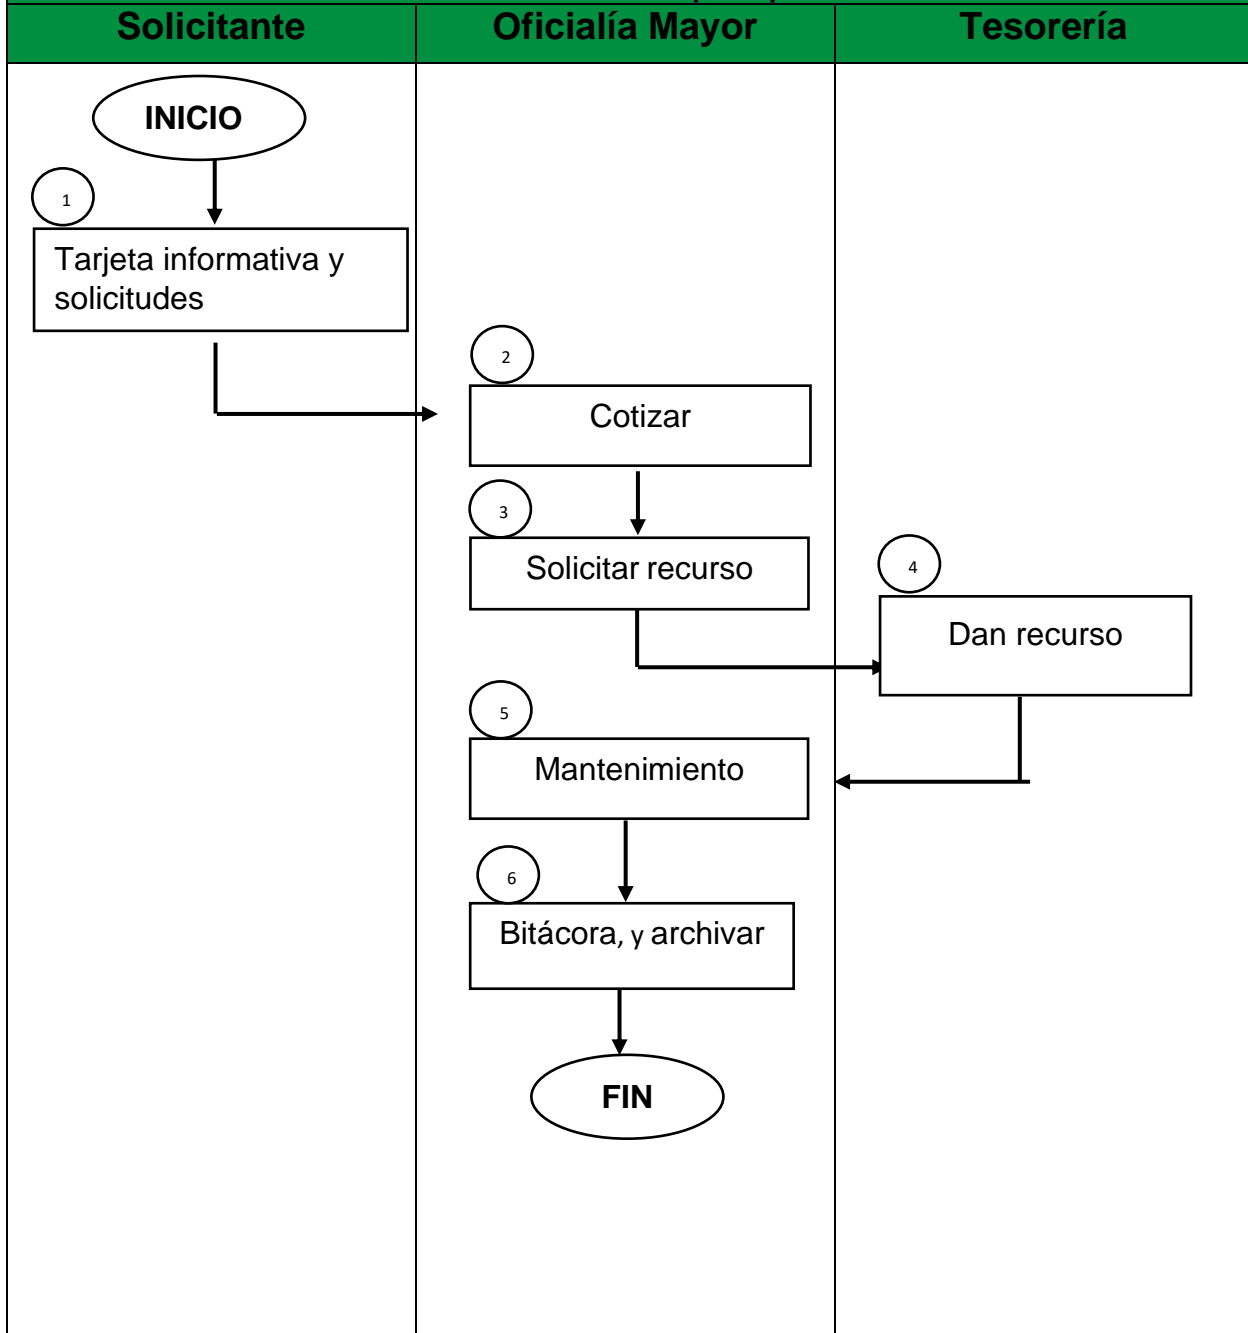 Solicitante
Oficialía Mayor
Tesorería
INICIO
1
Tarjeta informativa y
solicitudes
2
Cotizar
3
Solicitar recurso
4
Dan recurso
5
Mantenimiento
6
Bitácora, y archivar
FIN